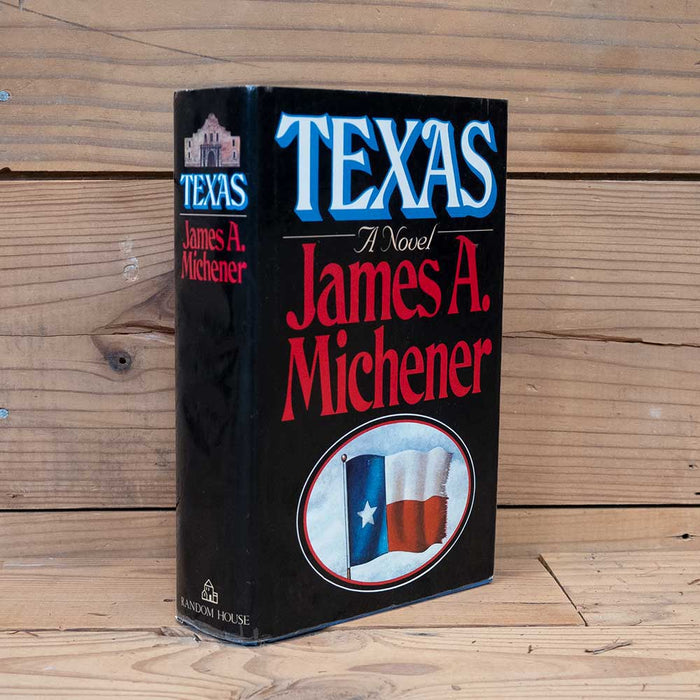 TEXAS
James A.
Michener
RANDOM HOUSE
TEXAS
A Novel
James A.
Michener